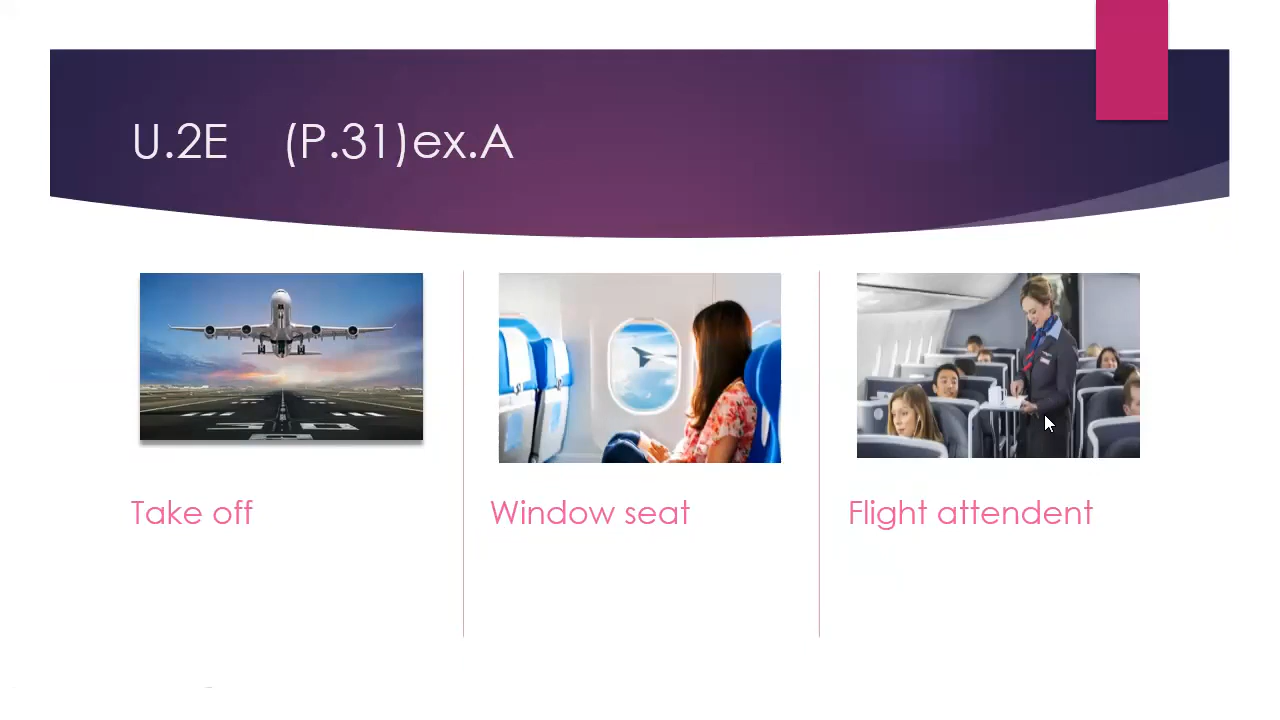 U.2E (P.31)ex.A
Take off
Window seat
Flight attendent